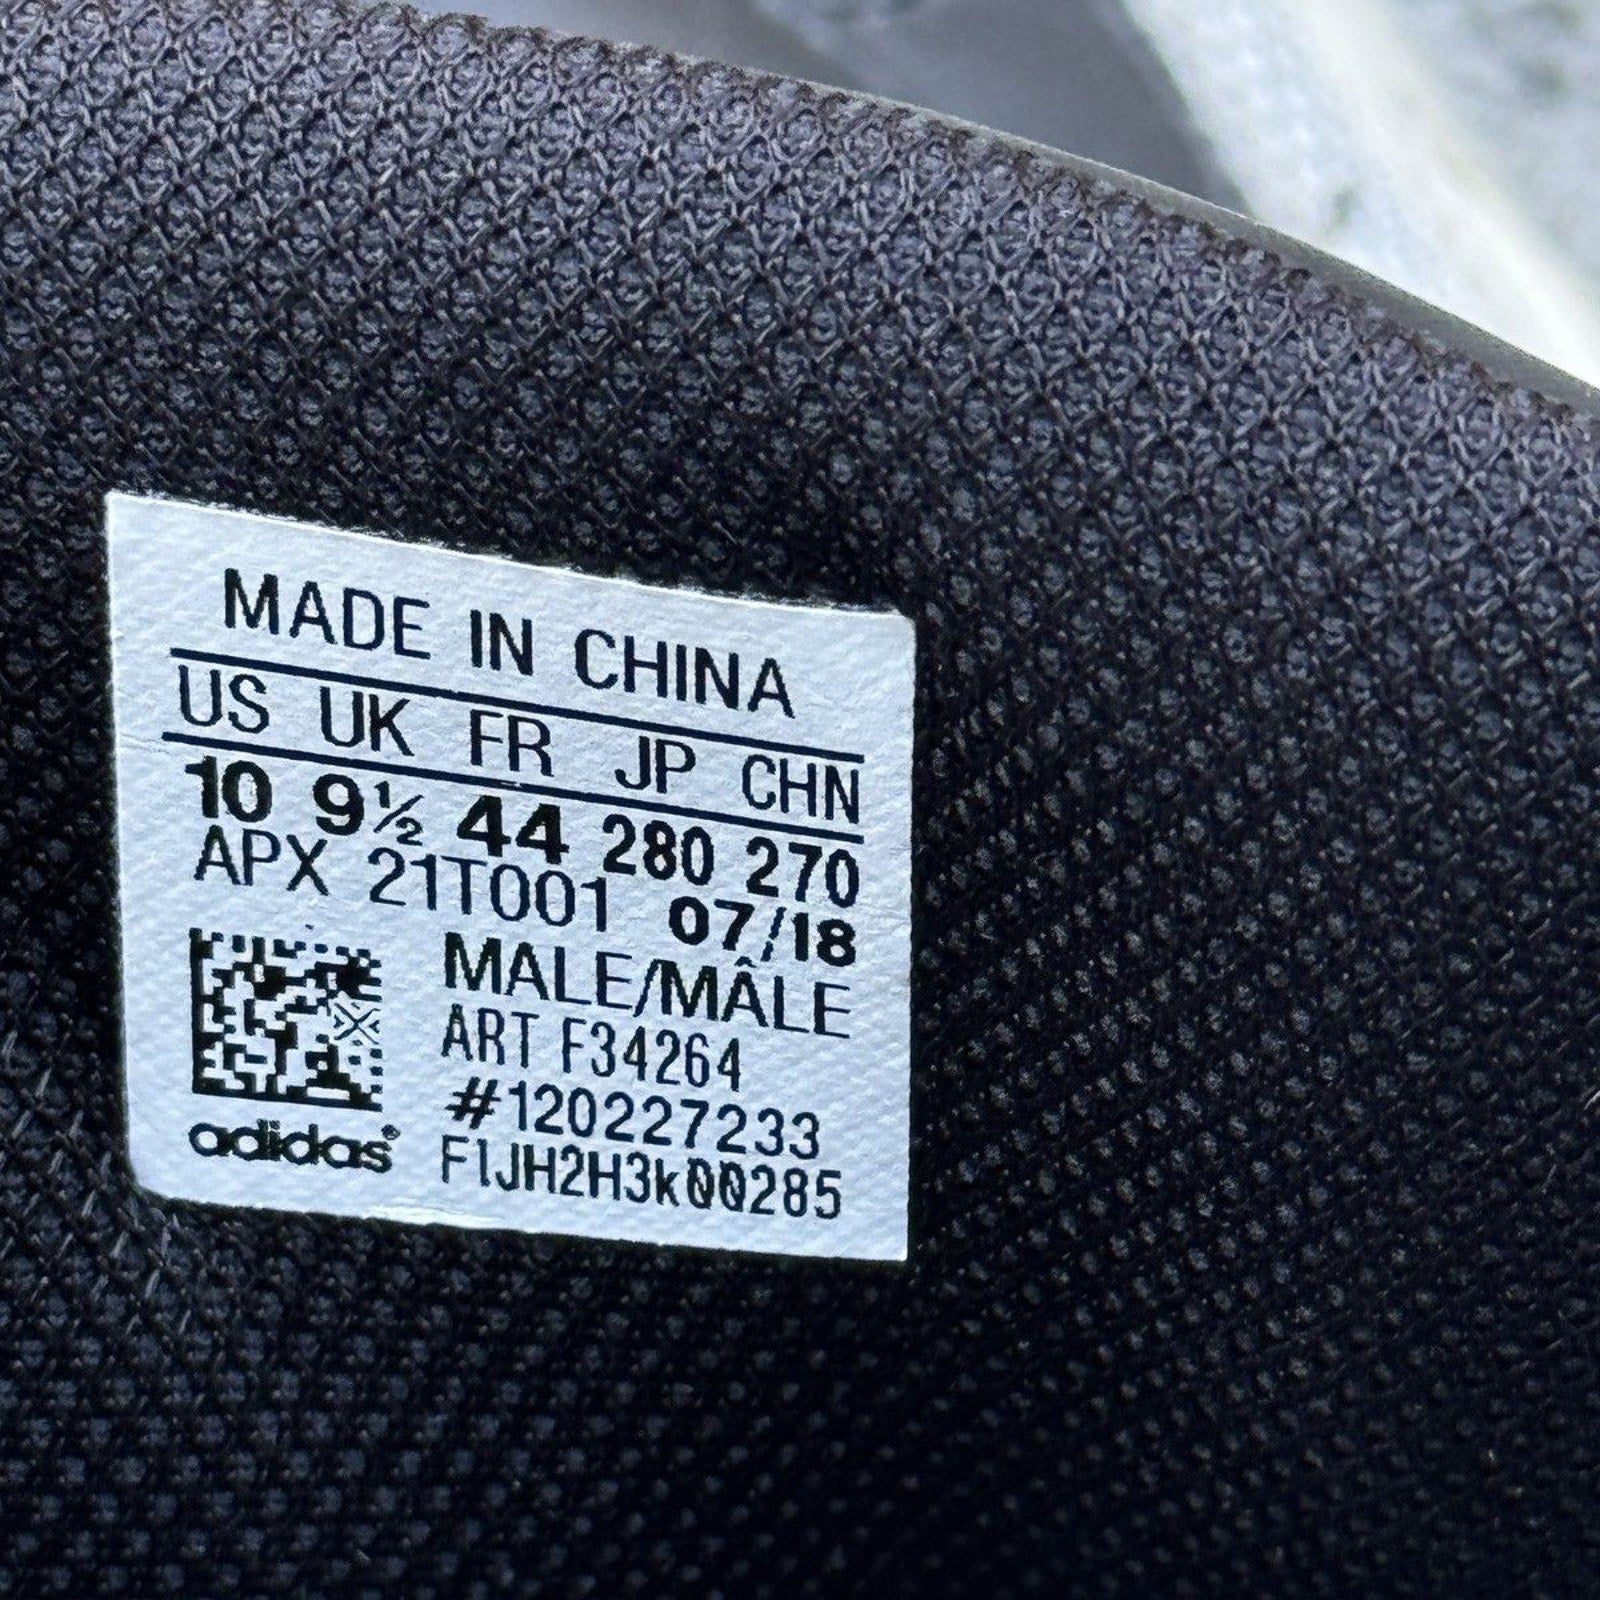 MADE IN CHINA
US UK FR JP CHN
10 9½ 44 280 270
APX 21T001 07/18
MALE/MÂLE
ART F34264
#120227233
F1JH2H3k00285
adidas®